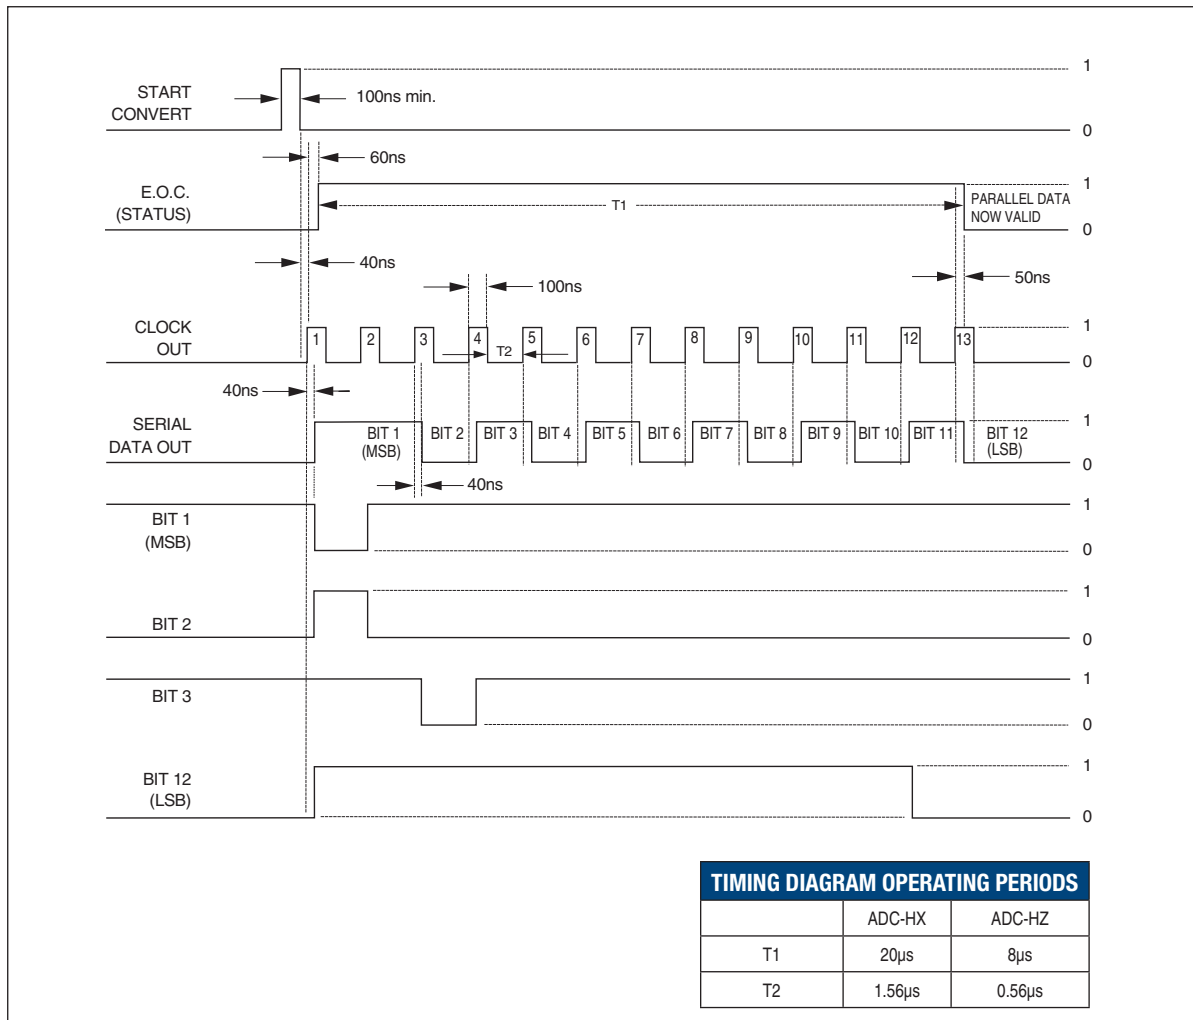 1
START
CONVERT
100ns min.
0
60ns
E.O.C.
(STATUS)
1
T1
PARALLEL DATA
NOW VALID
0
40ns
100ns
50ns
CLOCK
OUT
1
2
3
4
5
6
7
8
9
10
11
12
13
1
T2
0
40ns
SERIAL
DATA OUT
1
BIT 1
(MSB)
BIT 2
BIT 3
BIT 4
BIT 5
BIT 6
BIT 7
BIT 8
BIT 9
BIT 10
BIT 11
BIT 12
(LSB)
0
40ns
BIT 1
(MSB)
1
0
BIT 2
1
0
BIT 3
1
0
BIT 12
(LSB)
1
0
TIMING DIAGRAM OPERATING PERIODS
ADC-HX ADC-HZ
T1 20µs 8µs
T2 1.56µs 0.56µs